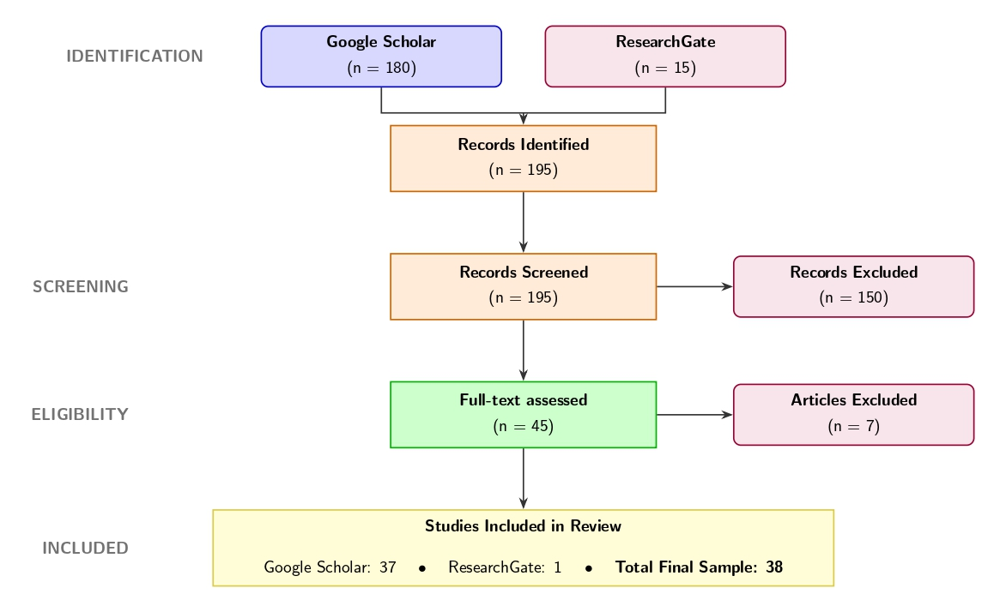 IDENTIFICATION
Google Scholar
(n = 180)
ResearchGate
(n = 15)
Records Identified
(n = 195)
SCREENING
Records Screened
(n = 195)
Records Excluded
(n = 150)
ELIGIBILITY
Full-text assessed
(n = 45)
Articles Excluded
(n = 7)
INCLUDED
Studies Included in Review
Google Scholar: 37 • ResearchGate: 1 • Total Final Sample: 38